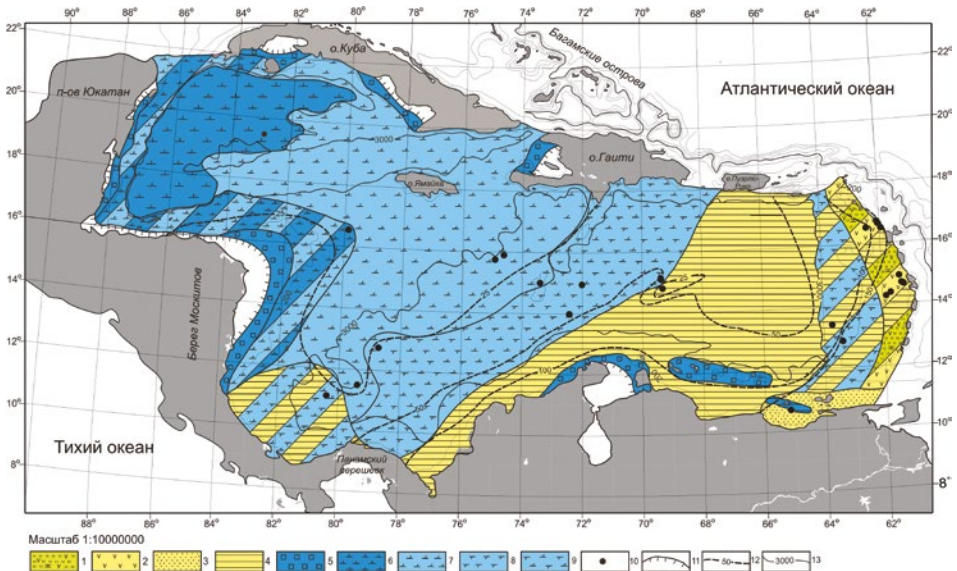 90° 88° 86° 84° 82° 80° 78° 76° 74° 72° 70° 68° 66° 64° 62°
22° 22°
20° 20°
18° 18°
16° 16°
14° 14°
12° 12°
10° 10°
8° 8°
о.Куба
Багамские острова
п-ов Юкатан
Атлантический океан
3000
о.Гаити
о.Ямайка
Берег Москитов
25
25
3000
50
100
50
Тихий океан
Панамский перешеек
88° 86° 84° 82° 80° 78° 76° 74° 72° 70° 68° 66° 64° 62°
Масштаб 1:10000000
1 2 3 4 5 6 7 8 9 10 11 50 12 3000 13